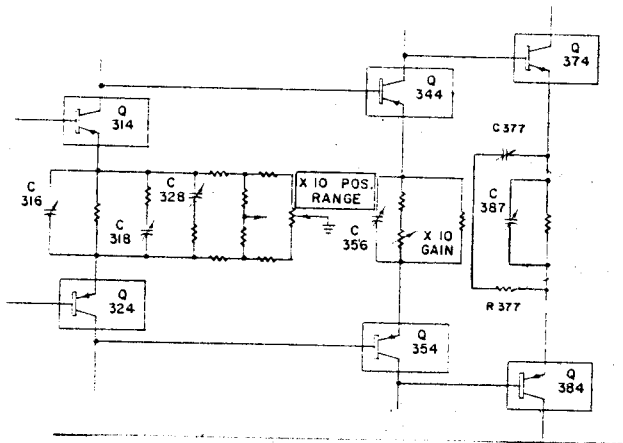 Q
374
Q
344
Q
314
C 377
C
316
C
318
C
328
X 10 POS.
RANGE
C
356
X 10
GAIN
C
387
R 377
Q
324
Q
354
Q
384